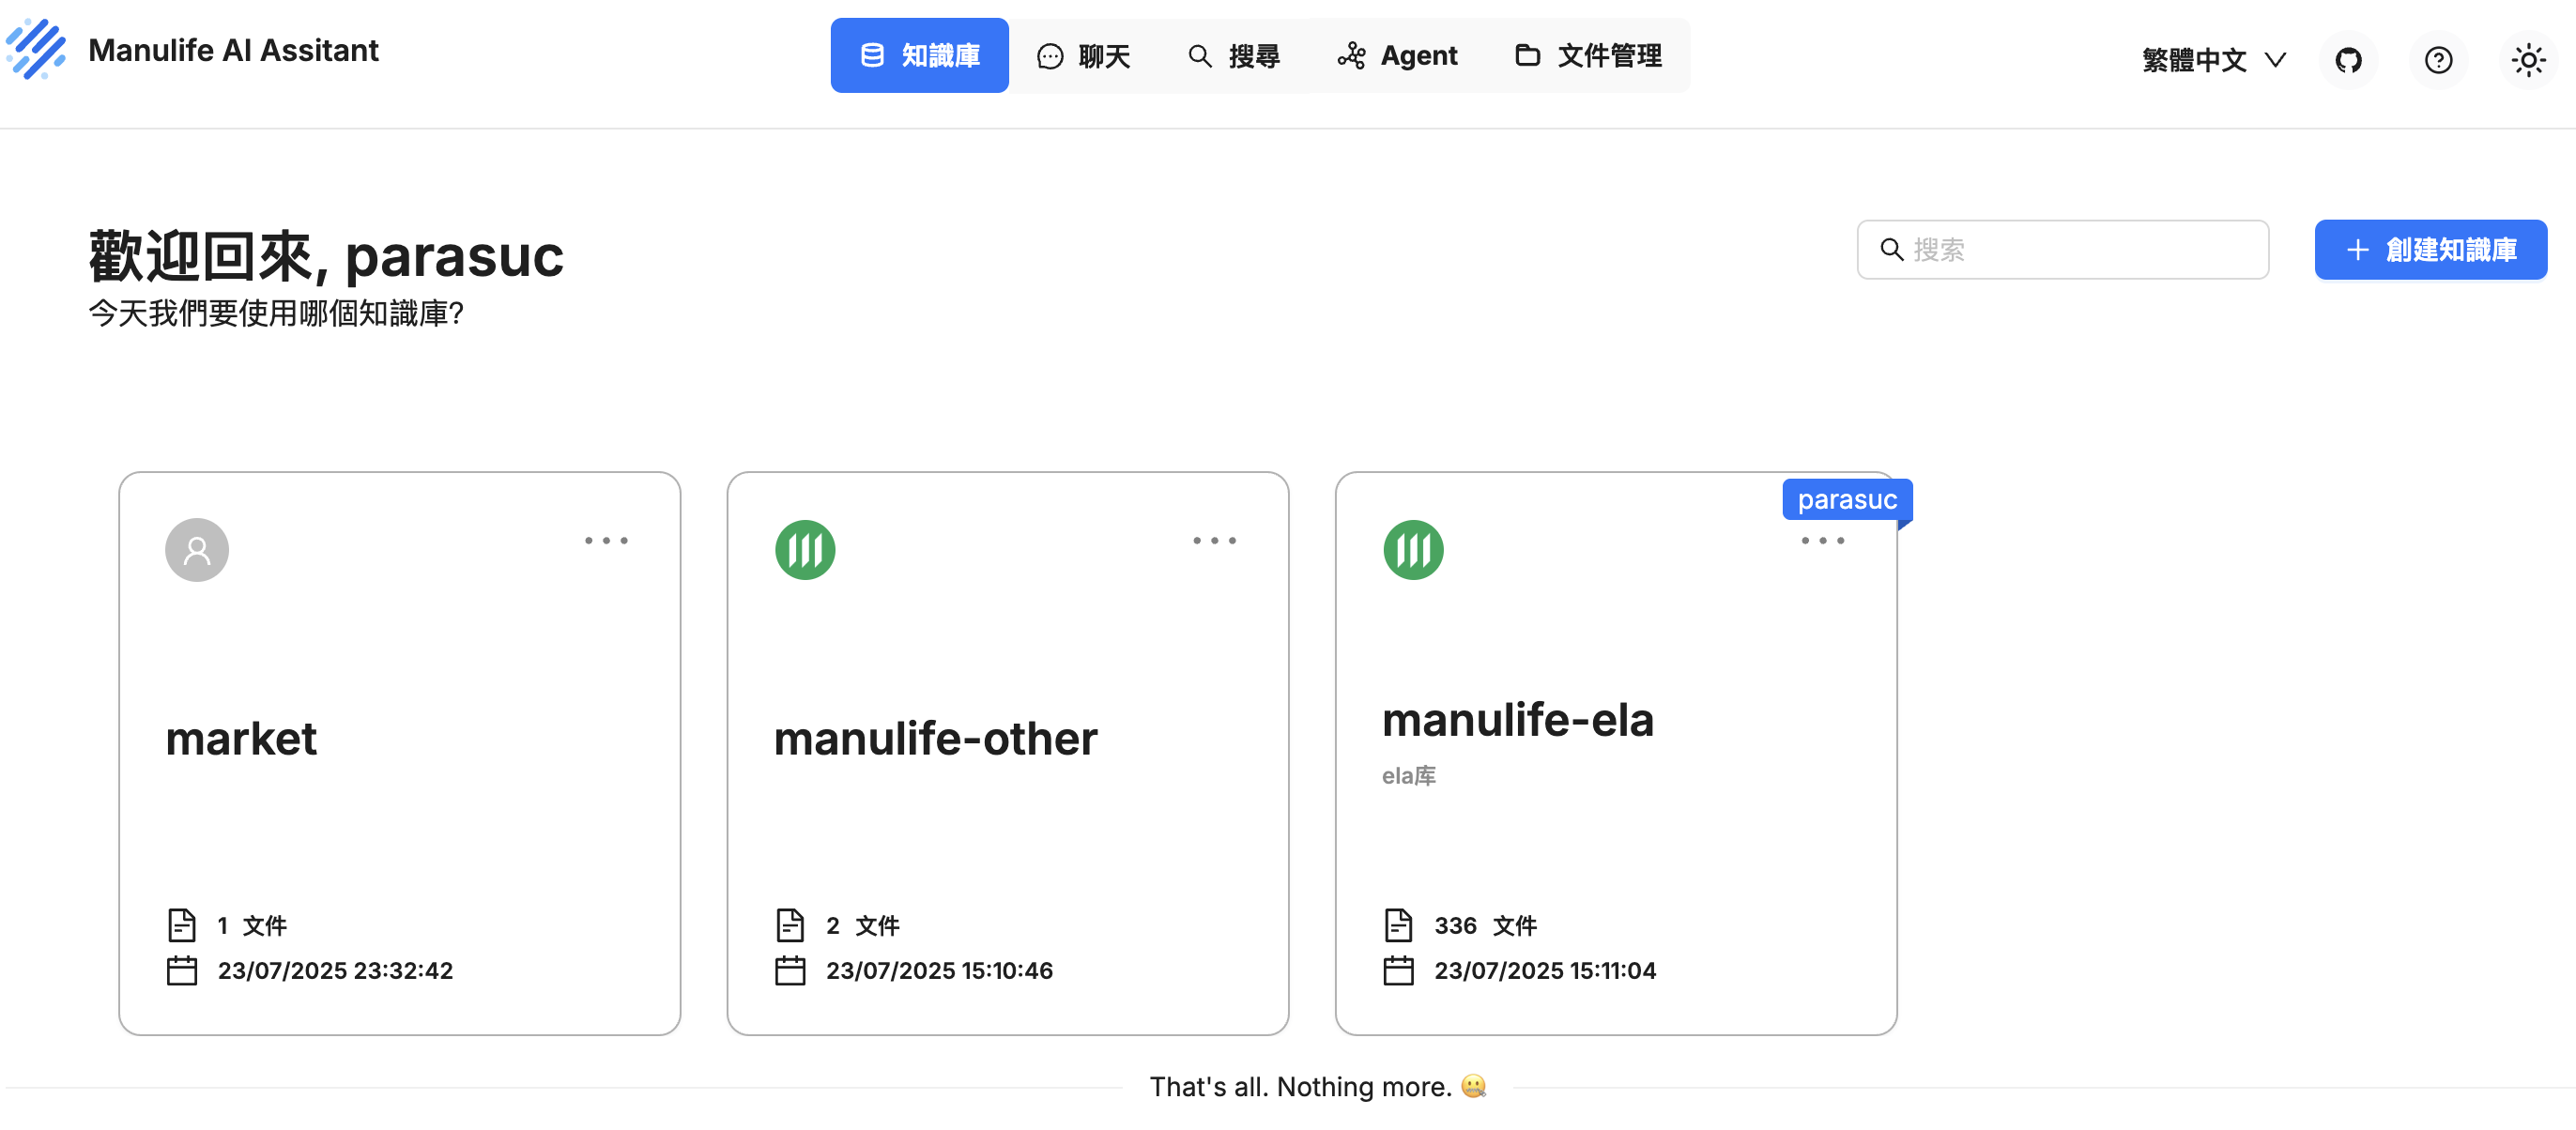 Manulife AI Assitant
知識庫
聊天
搜尋
Agent
文件管理
繁體中文
歡迎回來, parasuc
今天我們要使用哪個知識庫?
搜索
創建知識庫
market
1 文件
23/07/2025 23:32:42
manulife-other
2 文件
23/07/2025 15:10:46
parasuc
manulife-ela
ela库
336 文件
23/07/2025 15:11:04
That's all. Nothing more. 🤐